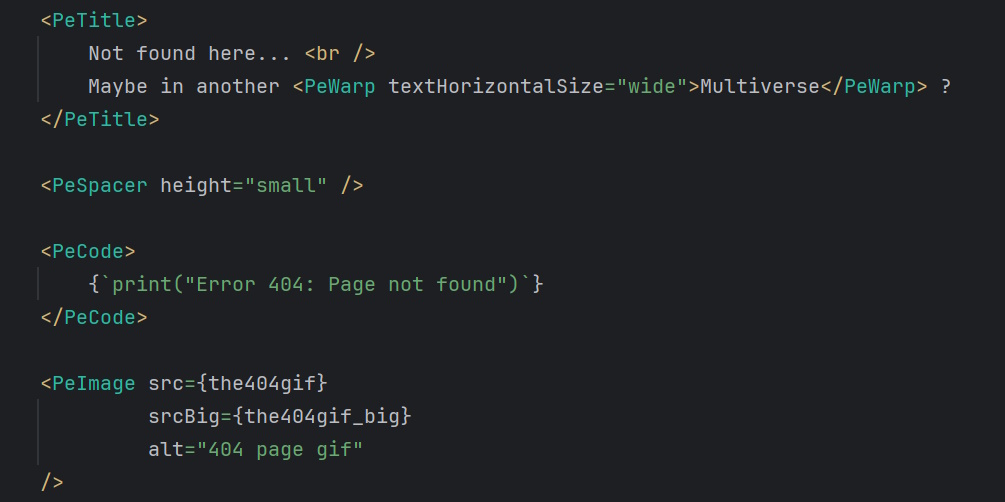 <PeTitle>
Not found here... <br />
Maybe in another <PeWarp textHorizontalSize="wide">Multiverse</PeWarp> ?
</PeTitle>
<PeSpacer height="small" />
<PeCode>
{`print("Error 404: Page not found")`}
</PeCode>
<PeImage src={the404gif}
srcBig={the404gif_big}
alt="404 page gif"
/>